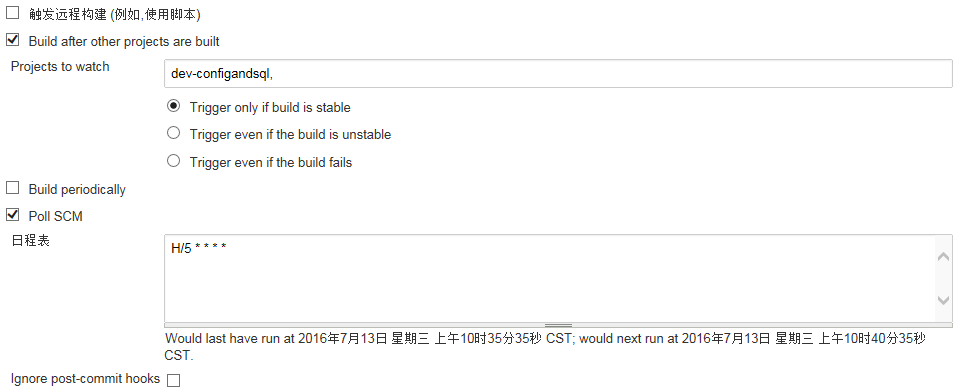 触发远程构建 (例如,使用脚本)
Build after other projects are built
Projects to watch
dev-configandsql,
Trigger only if build is stable
Trigger even if the build is unstable
Trigger even if the build fails
Build periodically
Poll SCM
日程表
H/5 * * * *
Would last have run at 2016年7月13日 星期三 上午10时35分35秒 CST; would next run at 2016年7月13日 星期三 上午10时40分35秒
CST.
Ignore post-commit hooks